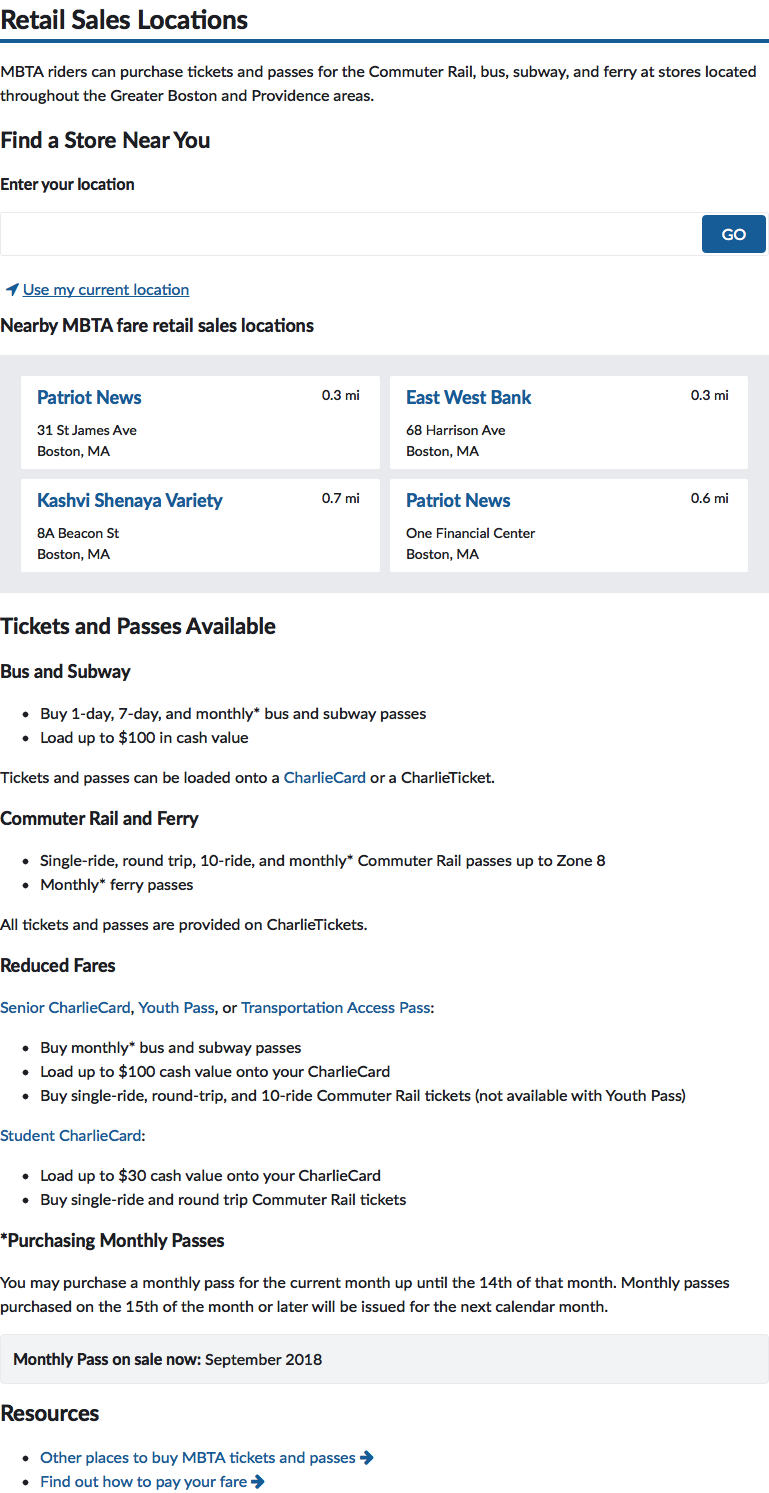 Retail Sales Locations
MBTA riders can purchase tickets and passes for the Commuter Rail, bus, subway, and ferry at stores located
throughout the Greater Boston and Providence areas.
Find a Store Near You
Enter your location
GO
Use my current location
Nearby MBTA fare retail sales locations
Patriot News 0.3 mi
31 St James Ave
Boston, MA
East West Bank 0.3 mi
68 Harrison Ave
Boston, MA
Kashvi Shenaya Variety 0.7 mi
8A Beacon St
Boston, MA
Patriot News 0.6 mi
One Financial Center
Boston, MA
Tickets and Passes Available
Bus and Subway
• Buy 1-day, 7-day, and monthly* bus and subway passes
• Load up to $100 in cash value
Tickets and passes can be loaded onto a CharlieCard or a CharlieTicket.
Commuter Rail and Ferry
• Single-ride, round trip, 10-ride, and monthly* Commuter Rail passes up to Zone 8
• Monthly* ferry passes
All tickets and passes are provided on CharlieTickets.
Reduced Fares
Senior CharlieCard, Youth Pass, or Transportation Access Pass:
• Buy monthly* bus and subway passes
• Load up to $100 cash value onto your CharlieCard
• Buy single-ride, round-trip, and 10-ride Commuter Rail tickets (not available with Youth Pass)
Student CharlieCard:
• Load up to $30 cash value onto your CharlieCard
• Buy single-ride and round trip Commuter Rail tickets
*Purchasing Monthly Passes
You may purchase a monthly pass for the current month up until the 14th of that month. Monthly passes
purchased on the 15th of the month or later will be issued for the next calendar month.
Monthly Pass on sale now: September 2018
Resources
• Other places to buy MBTA tickets and passes
• Find out how to pay your fare